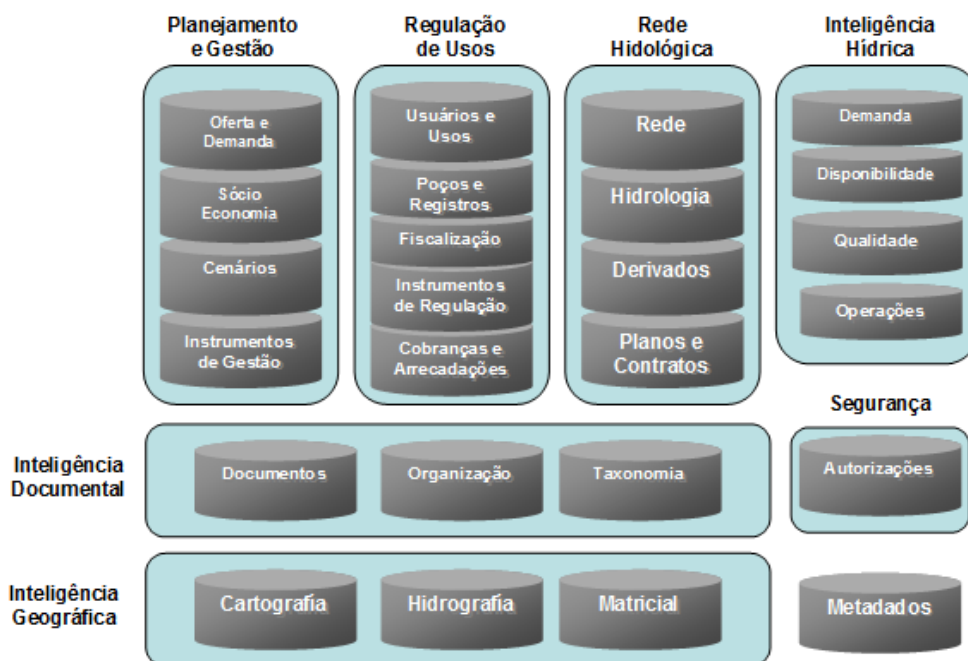 Planejamento
e Gestão
Oferta e
Demanda
Sócio
Economia
Cenários
Instrumentos
de Gestão
Regulação
de Usos
Usuários e
Usos
Poços e
Registros
Fiscalização
Instrumentos
de Regulação
Cobranças e
Arrecadações
Rede
Hidológica
Rede
Hidrologia
Derivados
Planos e
Contratos
Inteligência
Hídrica
Demanda
Disponibilidade
Qualidade
Operações
Inteligência
Documental
Documentos
Organização
Taxonomia
Segurança
Autorizações
Inteligência
Geográfica
Cartografia
Hidrografia
Matricial
Metadados